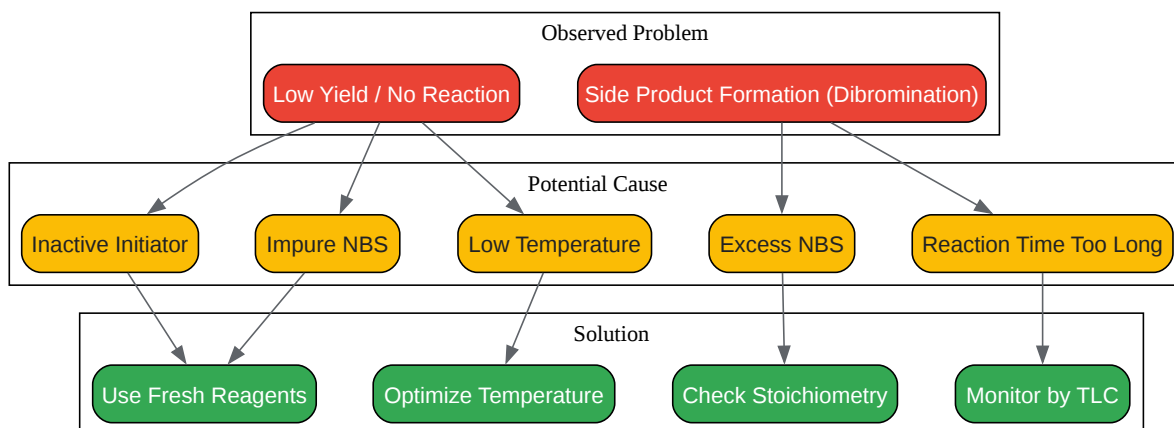 Observed Problem
Low Yield / No Reaction
Side Product Formation (Dibromination)
Potential Cause
Inactive Initiator
Impure NBS
Low Temperature
Excess NBS
Reaction Time Too Long
Solution
Use Fresh Reagents
Optimize Temperature
Check Stoichiometry
Monitor by TLC